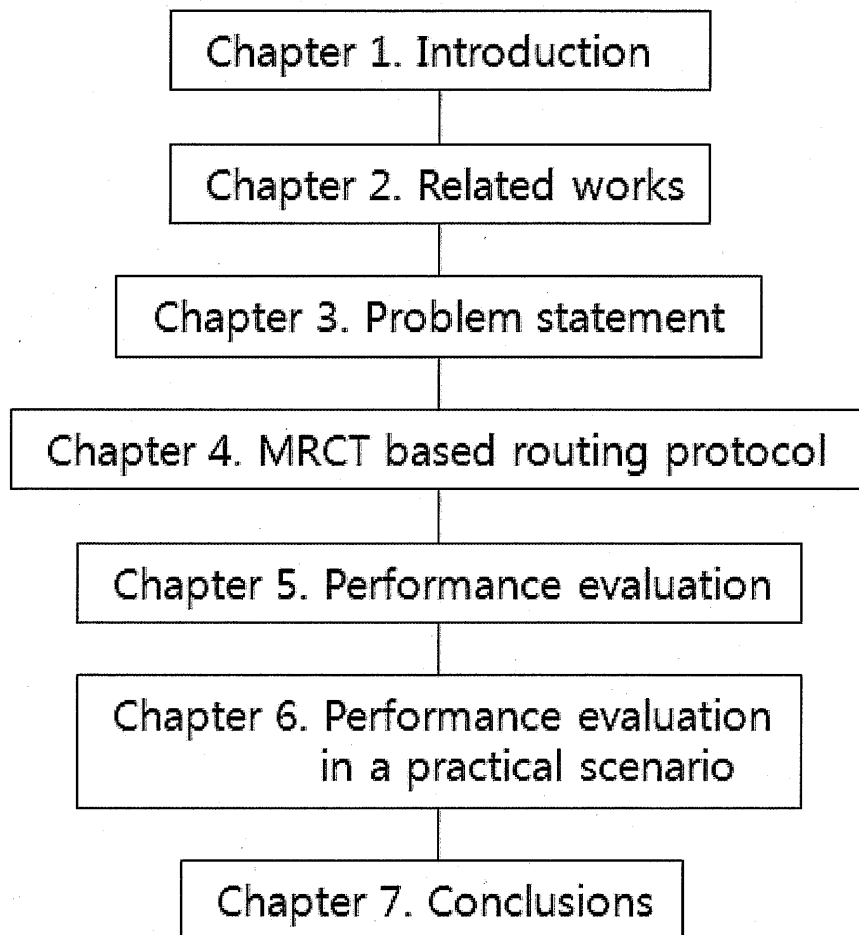 Chapter 1. Introduction
Chapter 2. Related works
Chapter 3. Problem statement
Chapter 4. MRCT based routing protocol
Chapter 5. Performance evaluation
Chapter 6. Performance evaluation
in a practical scenario
Chapter 7. Conclusions